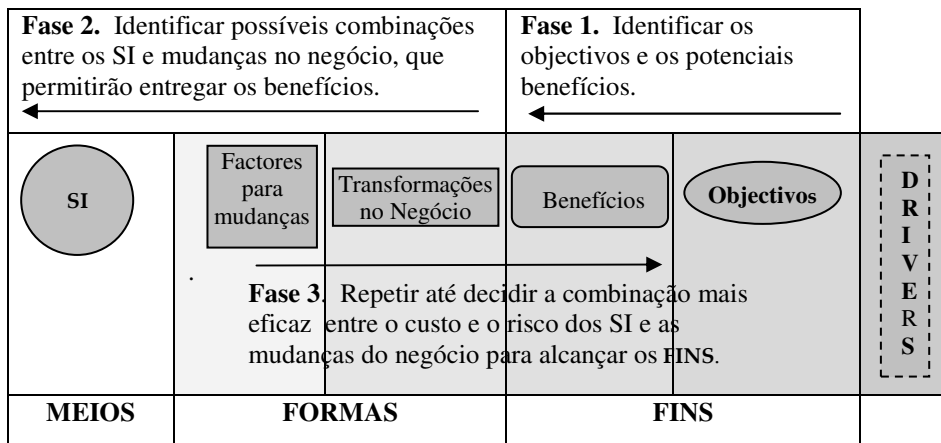 Fase 2. Identificar possíveis combinações
entre os SI e mudanças no negócio, que
permitirão entregar os benefícios.
Fase 1. Identificar os
objectivos e os potenciais
benefícios.
SI
Factores
para
mudanças
Transformações
no Negócio
Benefícios
Objectivos
D
R
I
V
E
R
S
.
Fase 3. Repetir até decidir a combinação mais
eficaz entre o custo e o risco dos SI e as
mudanças do negócio para alcançar os FINS.
MEIOS
FORMAS
FINS